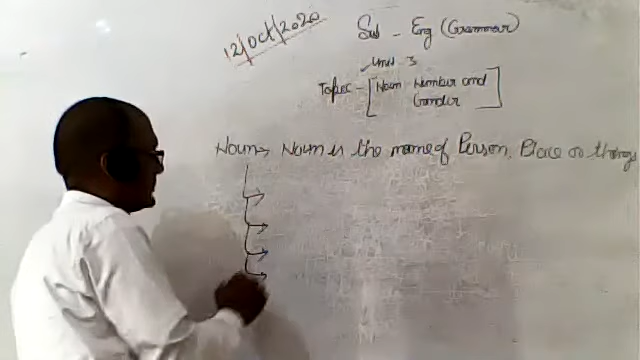 12/Oct/2020
Sub - Eng (Grammar)
Unit 3
Topic - [Noun Number and
Gender]
Noun → Noun is the name of Person, Place or things